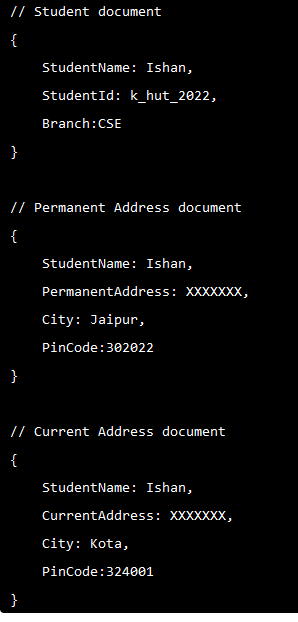 // Student document
{
    StudentName: Ishan,
    StudentId: k_hut_2022,
    Branch:CSE
}
// Permanent Address document
{
    StudentName: Ishan,
    PermanentAddress: XXXXXXX,
    City: Jaipur,
    PinCode:302022
}
// Current Address document
{
    StudentName: Ishan,
    CurrentAddress: XXXXXXX,
    City: Kota,
    PinCode:324001
}